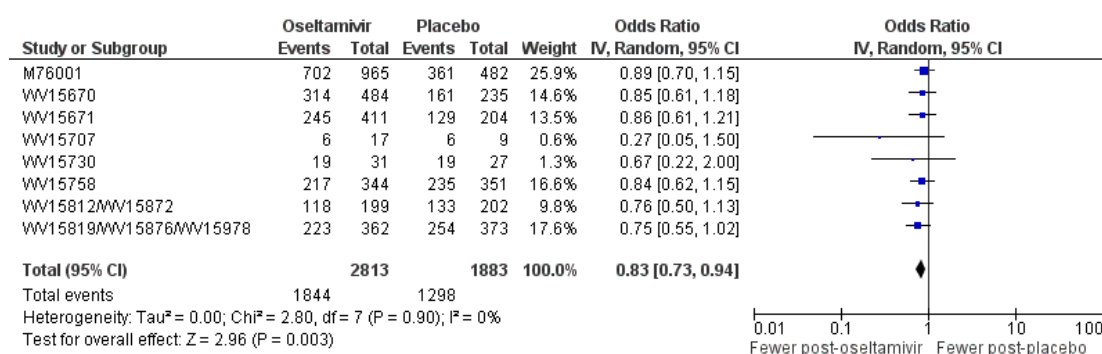 Oseltamivir Placebo Odds Ratio Odds Ratio
Study or Subgroup Events Total Events Total Weight IV, Random, 95% CI IV, Random, 95% CI
M76001 702 965 361 482 25.9% 0.89 [0.70, 1.15]
WV15670 314 484 161 235 14.6% 0.85 [0.61, 1.18]
WV15671 245 411 129 204 13.5% 0.86 [0.61, 1.21]
WV15707 6 17 6 9 0.6% 0.27 [0.05, 1.50]
WV15730 19 31 19 27 1.3% 0.67 [0.22, 2.00]
WV15758 217 344 235 351 16.6% 0.84 [0.62, 1.15]
WV15812/WV15872 118 199 133 202 9.8% 0.76 [0.50, 1.13]
WV15819/WV15876/WV15978 223 362 254 373 17.6% 0.75 [0.55, 1.02]
Total (95% CI) 2813 1883 100.0% 0.83 [0.73, 0.94]
Total events 1844 1298
Heterogeneity: Tau² = 0.00; Chi² = 2.80, df = 7 (P = 0.90); I² = 0%
Test for overall effect: Z = 2.96 (P = 0.003)
0.01 0.1 1 10 100
Fewer post-oseltamivir Fewer post-placebo